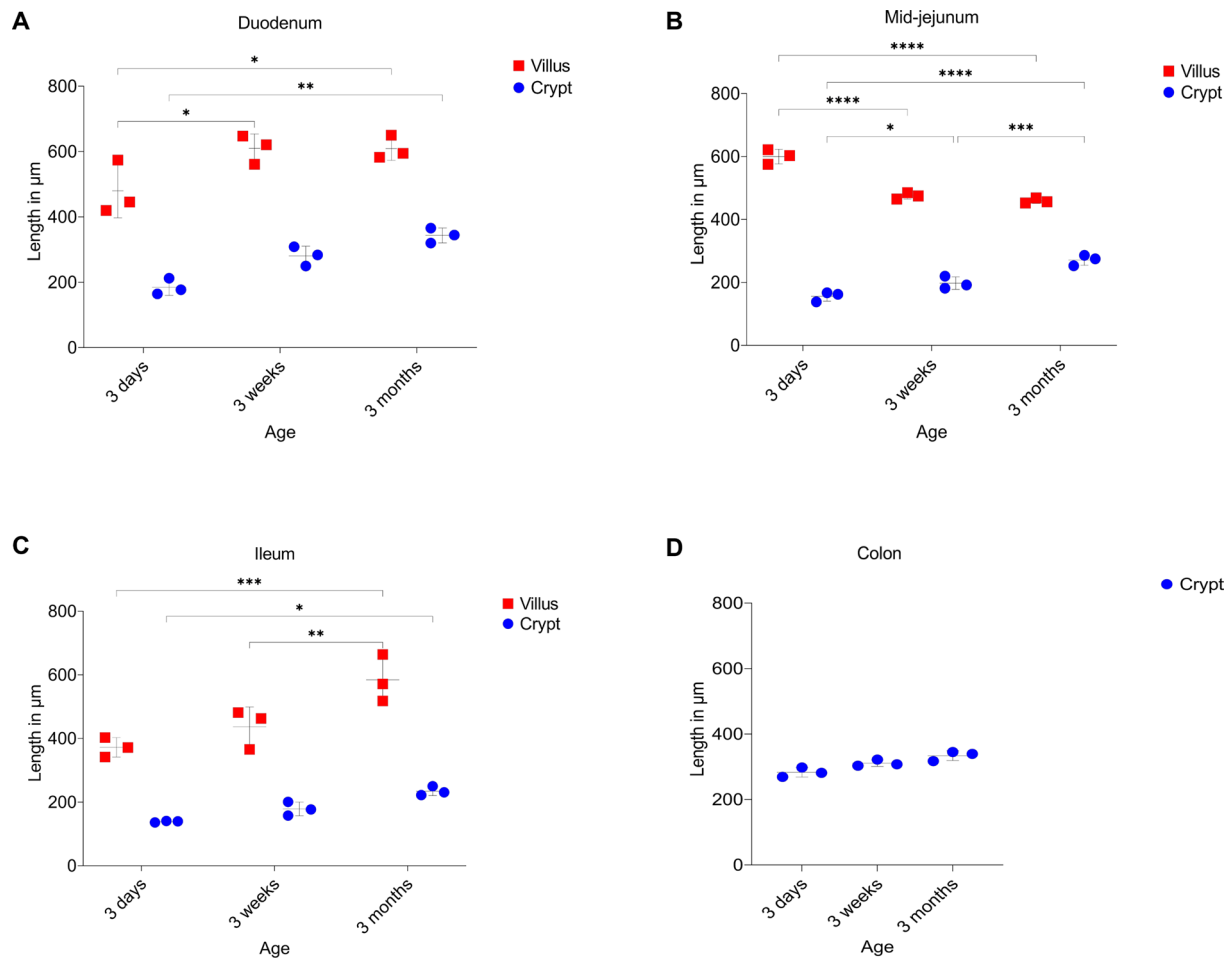 A
Duodenum
Villus
Crypt
*
**
*
800
600
400
200
0
Length in µm
3 days
3 weeks
3 months
Age
B
Mid-jejunum
Villus
Crypt
****
****
****
*
***
800
600
400
200
0
Length in µm
3 days
3 weeks
3 months
Age
C
Ileum
Villus
Crypt
***
*
**
800
600
400
200
0
Length in µm
3 days
3 weeks
3 months
Age
D
Colon
Crypt
800
600
400
200
0
Length in µm
3 days
3 weeks
3 months
Age